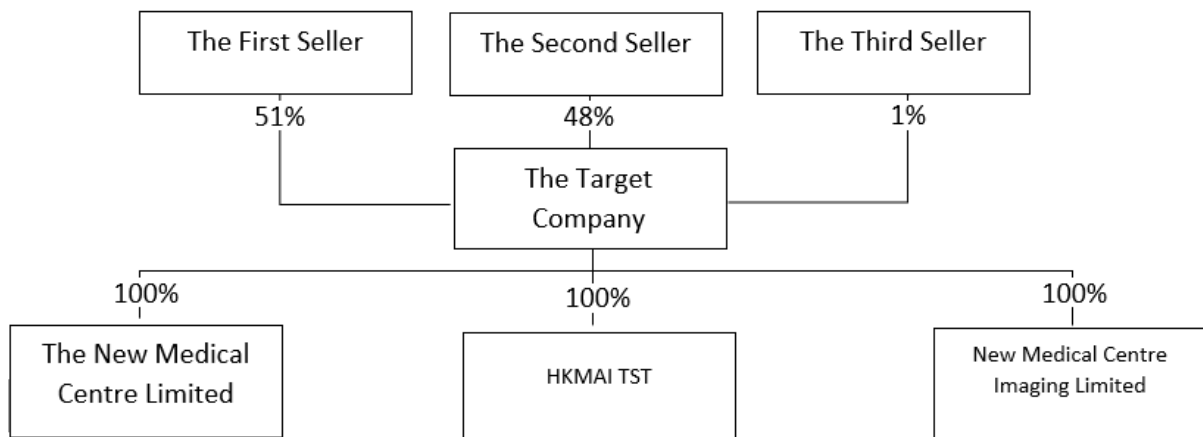 The First Seller
The Second Seller
The Third Seller
51%
48%
1%
The Target
Company
100%
100%
100%
The New Medical
Centre Limited
HKMAI TST
New Medical Centre
Imaging Limited